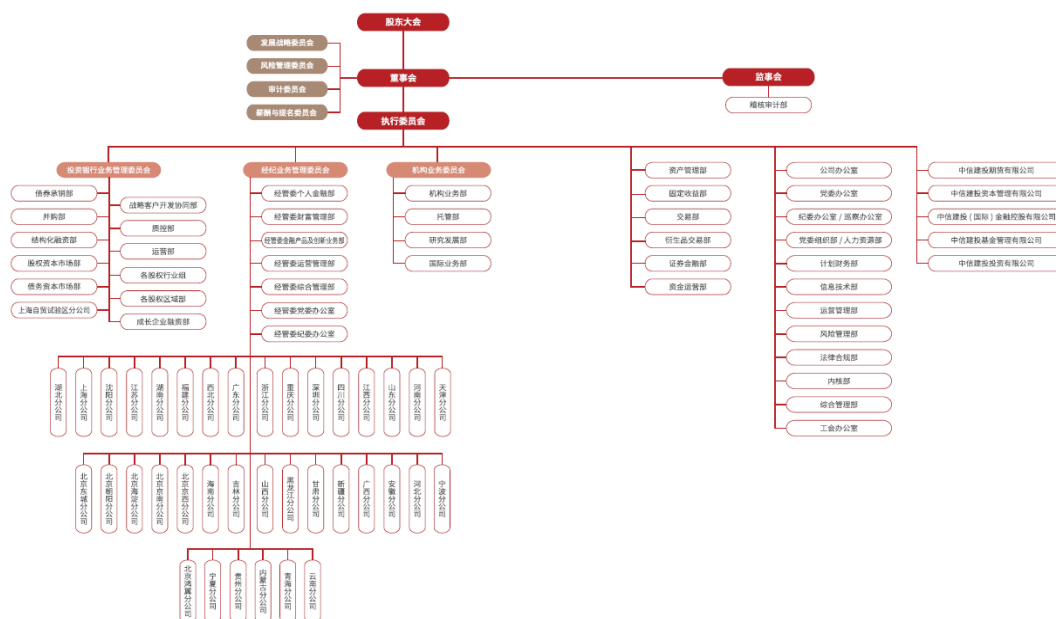 股东大会
发展战略委员会
风险管理委员会
董事会
监事会
审计委员会
稽核审计部
薪酬与提名委员会
执行委员会
投资银行业务管理委员会
债券承销部
并购部
结构化融资部
股权资本市场部
债务资本市场部
上海自贸试验区分公司
战略客户开发协同部
质控部
运营部
各股权行业组
各股权区域部
成长企业融资部
经纪业务管理委员会
经管委个人金融部
经管委财富管理部
经管委金融产品及创新业务部
经管委运营管理部
经管委综合管理部
经管委党委办公室
经管委纪委办公室
机构业务委员会
机构业务部
托管部
研究发展部
国际业务部
资产管理部
固定收益部
交易部
衍生品交易部
证券金融部
资金运营部
公司办公室
党委办公室
纪委办公室 / 巡察办公室
党委组织部 / 人力资源部
计划财务部
信息技术部
运营管理部
风险管理部
法律合规部
内核部
综合管理部
工会办公室
中信建投期货有限公司
中信建投资本管理有限公司
中信建投（国际）金融控股有限公司
中信建投基金管理有限公司
中信建投投资有限公司
湖北分公司
上海分公司
沈阳分公司
江苏分公司
湖南分公司
福建分公司
西北分公司
广东分公司
浙江分公司
重庆分公司
深圳分公司
四川分公司
江西分公司
山东分公司
河南分公司
天津分公司
北京东城分公司
北京朝阳分公司
北京海淀分公司
北京京南分公司
北京京西分公司
海南分公司
吉林分公司
山西分公司
黑龙江分公司
甘肃分公司
新疆分公司
广西分公司
安徽分公司
河北分公司
宁波分公司
北京鸿翼分公司
宁夏分公司
贵州分公司
内蒙古分公司
青海分公司
云南分公司